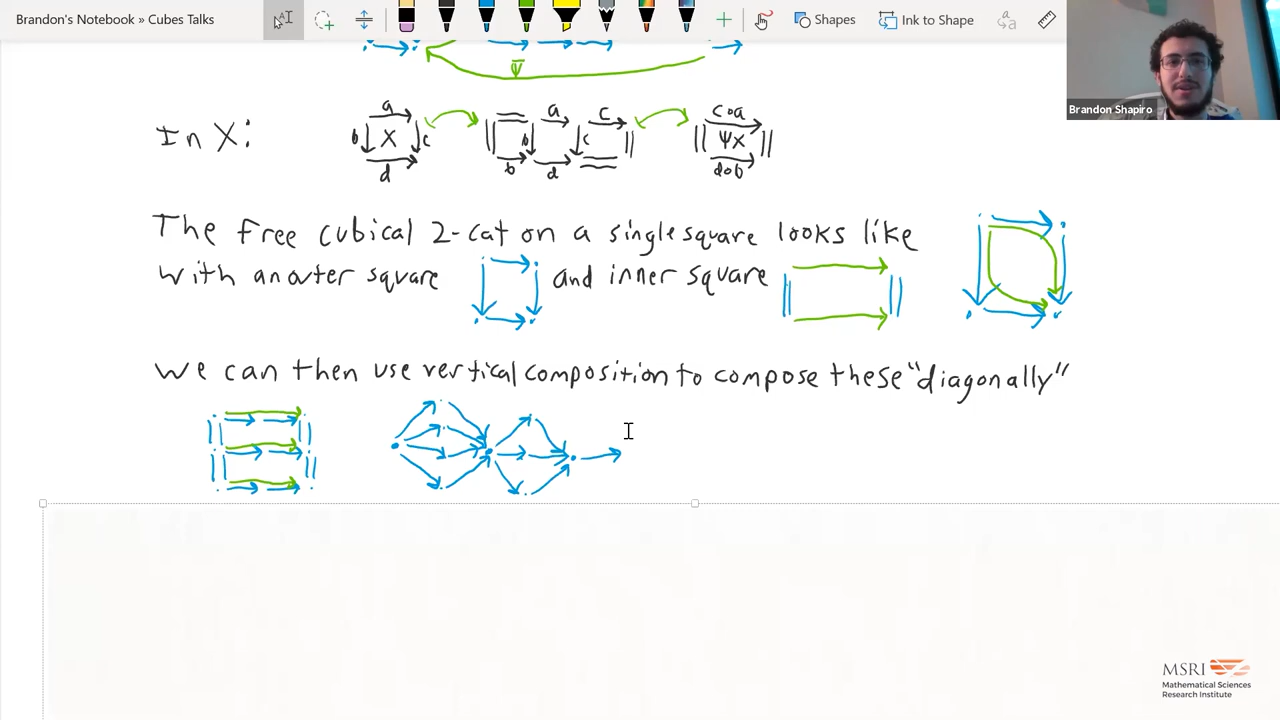 Brandon's Notebook » Cubes Talks
Shapes
Ink to Shape
Brandon Shapiro
Ψ̅
In X:
a
b X c
d
a c
b c
b d
c∘a
ΨX
d∘b
The free cubical 2-cat on a single square looks like
with an outer square and inner square
We can then use vertical composition to compose these "diagonally"
MSRI
Mathematical Sciences
Research Institute